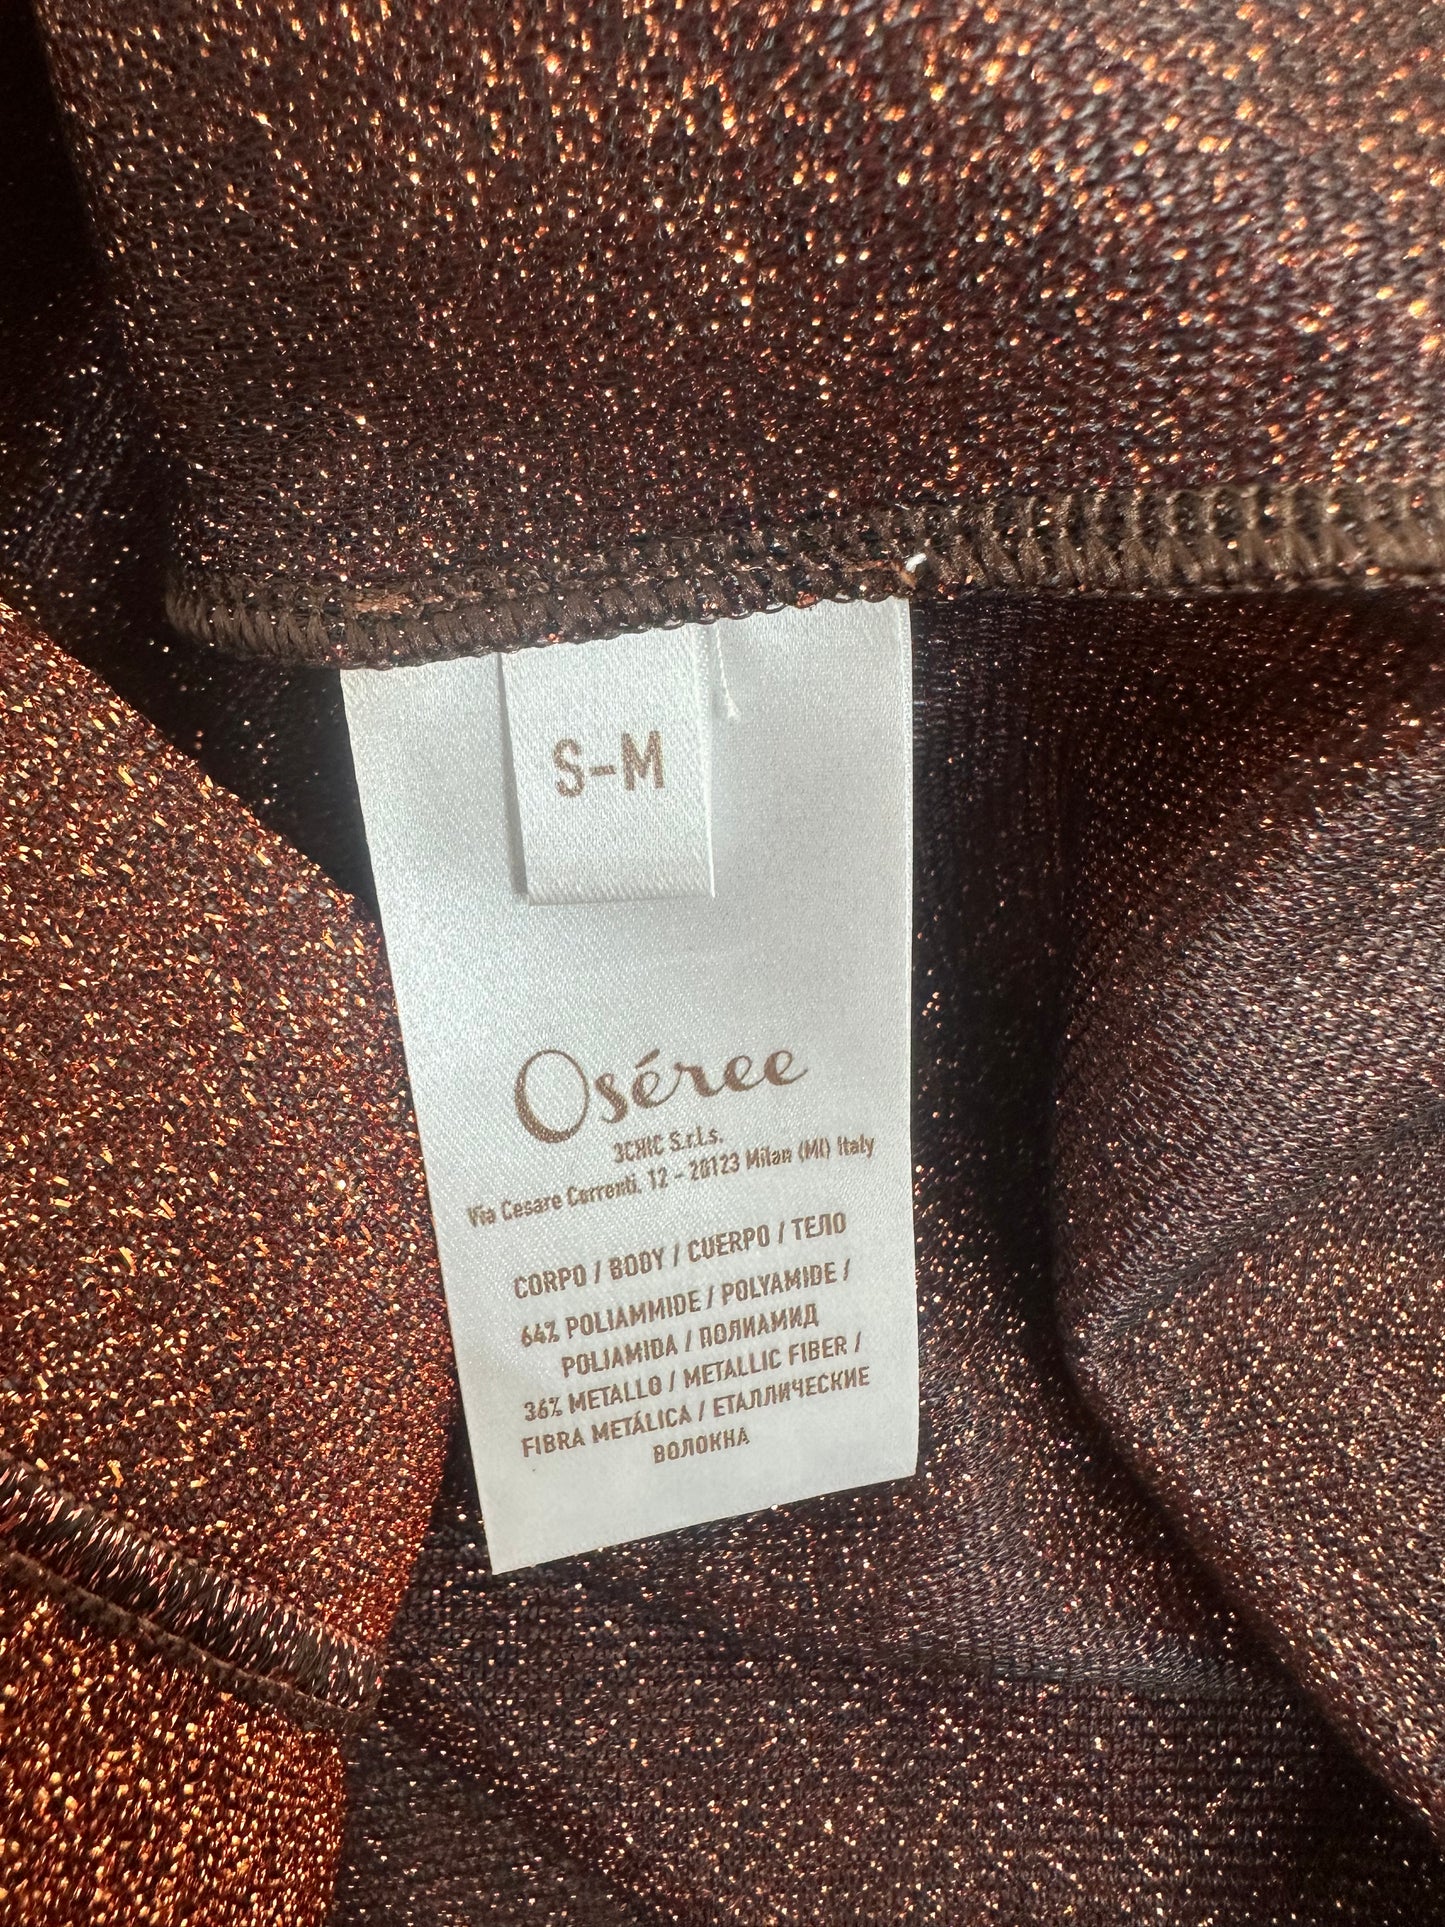 S-M
Oséree
3CHIC S.r.l.s.
Via Cesare Correnti, 12 - 20123 Milan (MI) Italy
CORPO / BODY / CUERPO / ТЕЛО
64% POLIAMMIDE / POLYAMIDE /
POLIAMIDA / ПОЛИАМИД
36% METALLO / METALLIC FIBER /
FIBRA METÁLICA / ЕТАЛЛИЧЕСКИЕ
ВОЛОКНА